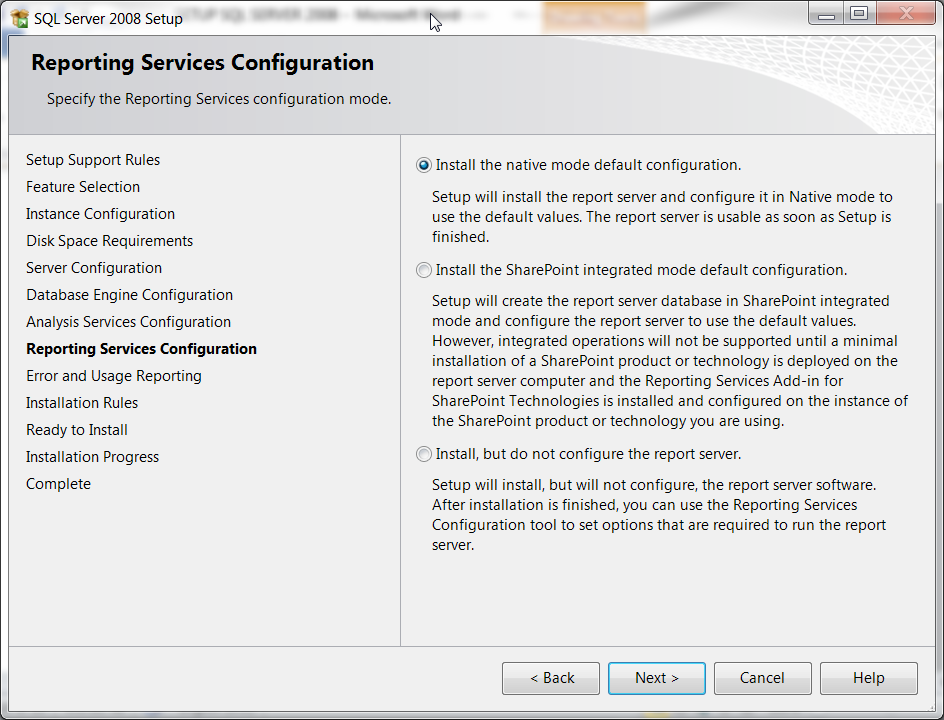 SQL Server 2008 Setup
SETUP SQL SERVER 2008 - Microsoft Word
Reporting Services Configuration
Specify the Reporting Services configuration mode.
Setup Support Rules
Feature Selection
Instance Configuration
Disk Space Requirements
Server Configuration
Database Engine Configuration
Analysis Services Configuration
Reporting Services Configuration
Error and Usage Reporting
Installation Rules
Ready to Install
Installation Progress
Complete
Install the native mode default configuration.
Setup will install the report server and configure it in Native mode to
use the default values. The report server is usable as soon as Setup is
finished.
Install the SharePoint integrated mode default configuration.
Setup will create the report server database in SharePoint integrated
mode and configure the report server to use the default values.
However, integrated operations will not be supported until a minimal
installation of a SharePoint product or technology is deployed on the
report server computer and the Reporting Services Add-in for
SharePoint Technologies is installed and configured on the instance of
the SharePoint product or technology you are using.
Install, but do not configure the report server.
Setup will install, but will not configure, the report server software.
After installation is finished, you can use the Reporting Services
Configuration tool to set options that are required to run the report
server.
< Back
Next >
Cancel
Help